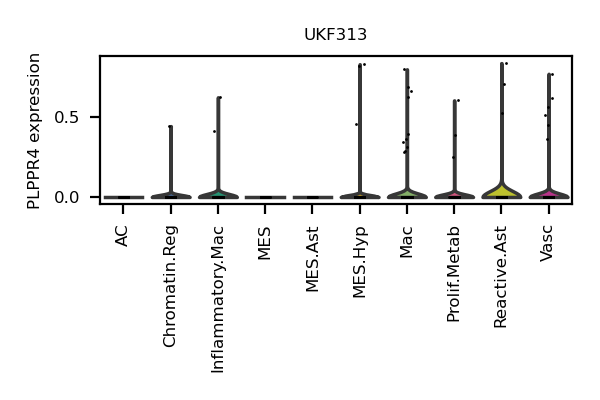 UKF313
PLPPR4 expression
0.5
0.0
AC
Chromatin.Reg
Inflammatory.Mac
MES
MES.Ast
MES.Hyp
Mac
Prolif.Metab
Reactive.Ast
Vasc